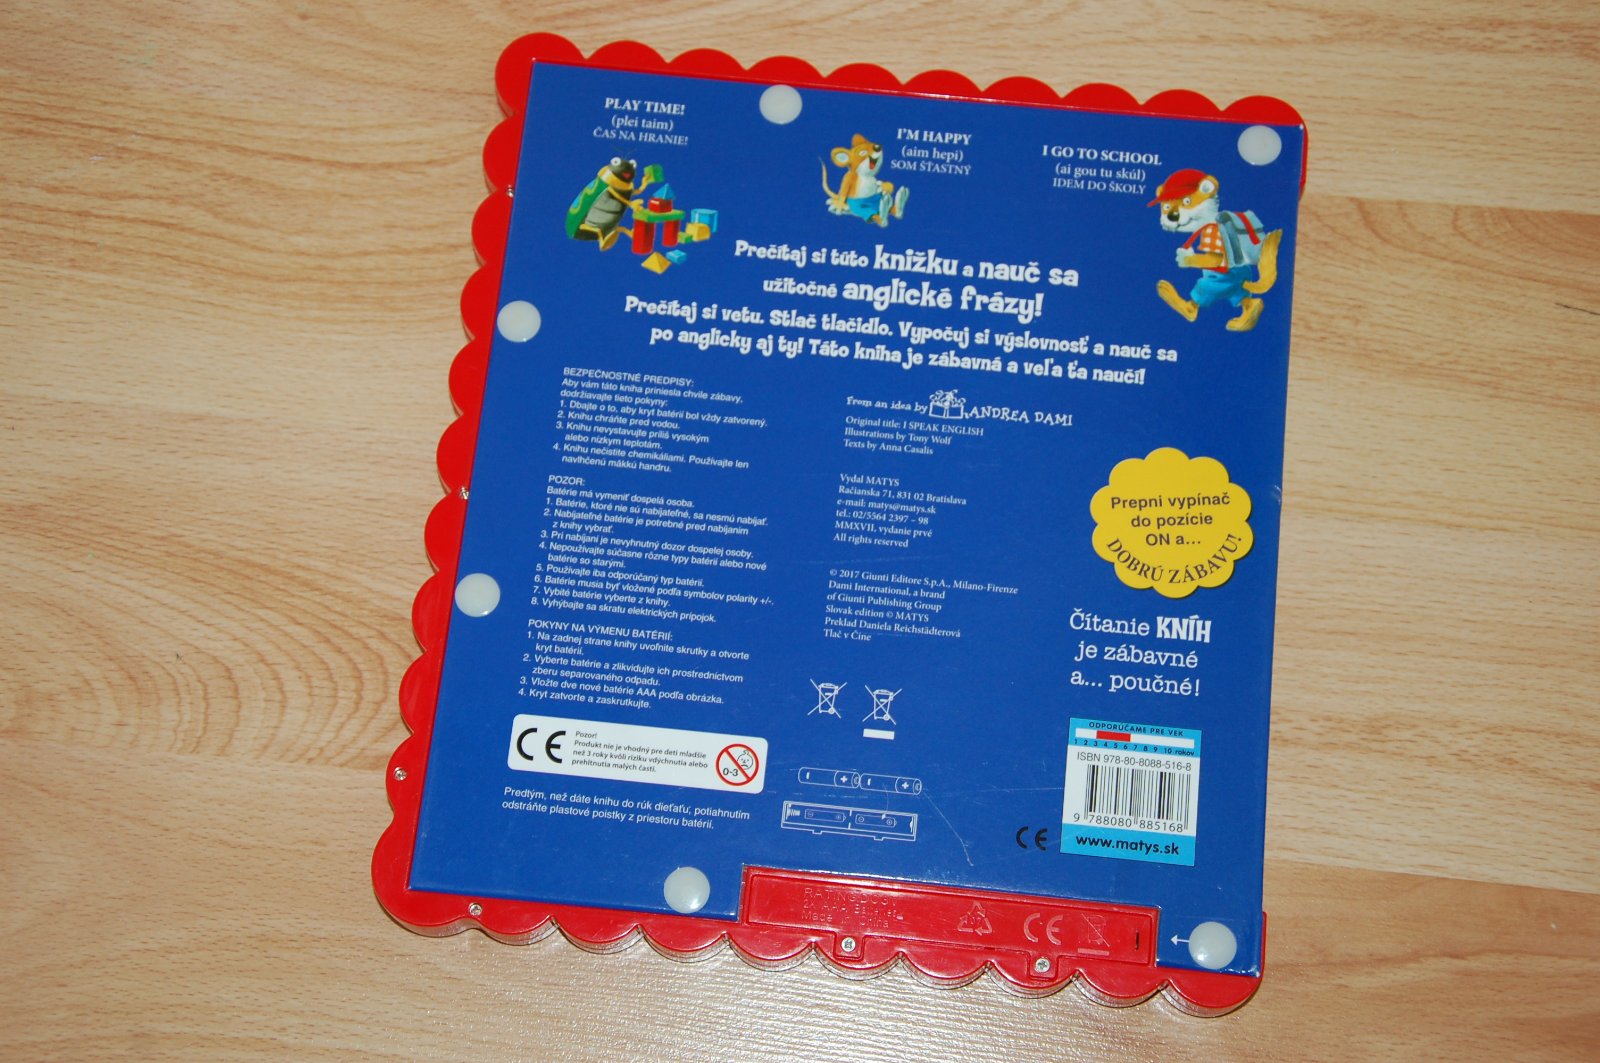 PLAY TIME!
(plei taim)
ČAS NA HRANIE!
I'M HAPPY
(aim hepi)
SOM ŠŤASTNÝ
I GO TO SCHOOL
(ai gou tu skúl)
IDEM DO ŠKOLY
Prečítaj si túto knižku a nauč sa
užitočné anglické frázy!
Prečítaj si vetu. Stlač tlačidlo. Vypočuj si výslovnosť a nauč sa
po anglicky aj ty! Táto kniha je zábavná a veľa ťa naučí!
BEZPEČNOSTNÉ PREDPISY:
Aby vám táto kniha priniesla chvíle zábavy,
dodržiavajte tieto pokyny:
1. Dbajte o to, aby kryt batérií bol vždy zatvorený.
2. Knihu chráňte pred vodou.
3. Knihu nevystavujte príliš vysokým
alebo nízkym teplotám.
4. Knihu nečistite chemikáliami. Používajte len
navlhčenú mäkkú handru.
POZOR:
Batérie má vymeniť dospelá osoba.
1. Batérie, ktoré nie sú nabíjateľné, sa nesmú nabíjať.
2. Nabíjateľné batérie je potrebné pred nabíjaním
z knihy vybrať.
3. Pri nabíjaní je nevyhnutný dozor dospelej osoby.
4. Nepoužívajte súčasne rôzne typy batérií alebo nové
batérie so starými.
5. Používajte iba odporúčaný typ batérií.
6. Batérie musia byť vložené podľa symbolov polarity +/-.
7. Vybité batérie vyberte z knihy.
8. Vyhýbajte sa skratu elektrických prípojok.
POKYNY NA VÝMENU BATÉRIÍ:
1. Na zadnej strane knihy uvoľnite skrutky a otvorte
kryt batérií.
2. Vyberte batérie a zlikvidujte ich prostredníctvom
zberu separovaného odpadu.
3. Vložte dve nové batérie AAA podľa obrázka.
4. Kryt zatvorte a zaskrutkujte.
CE
Pozor!
Produkt nie je vhodný pre deti mladšie
než 3 roky kvôli riziku vdýchnutia alebo
prehltnutia malých častí.
0-3
Predtým, než dáte knihu do rúk dieťaťu, potiahnutím
odstráňte plastové poistky z priestoru batérií.
From an idea by ANDREA DAMI
Original title: I SPEAK ENGLISH
Illustrations by Tony Wolf
Texts by Anna Casalis
Vydal MATYS
Račianska 71, 831 02 Bratislava
e-mail: matys@matys.sk
tel.: 02/5564 2397 – 98
MMXVII, vydanie prvé
All rights reserved
© 2017 Giunti Editore S.p.A., Milano-Firenze
Dami International, a brand
of Giunti Publishing Group
Slovak edition © MATYS
Preklad Daniela Reichstädterová
Tlač v Číne
Prepni vypínač
do pozície
ON a...
DOBRÚ ZÁBAVU!
Čítanie KNÍH
je zábavné
a... poučné!
ODPORÚČAME PRE VEK
1 2 3 4 5 6 7 8 9 10 rokov
ISBN 978-80-8088-516-8
9 788080 885168
www.matys.sk
CE
Made in China
CE